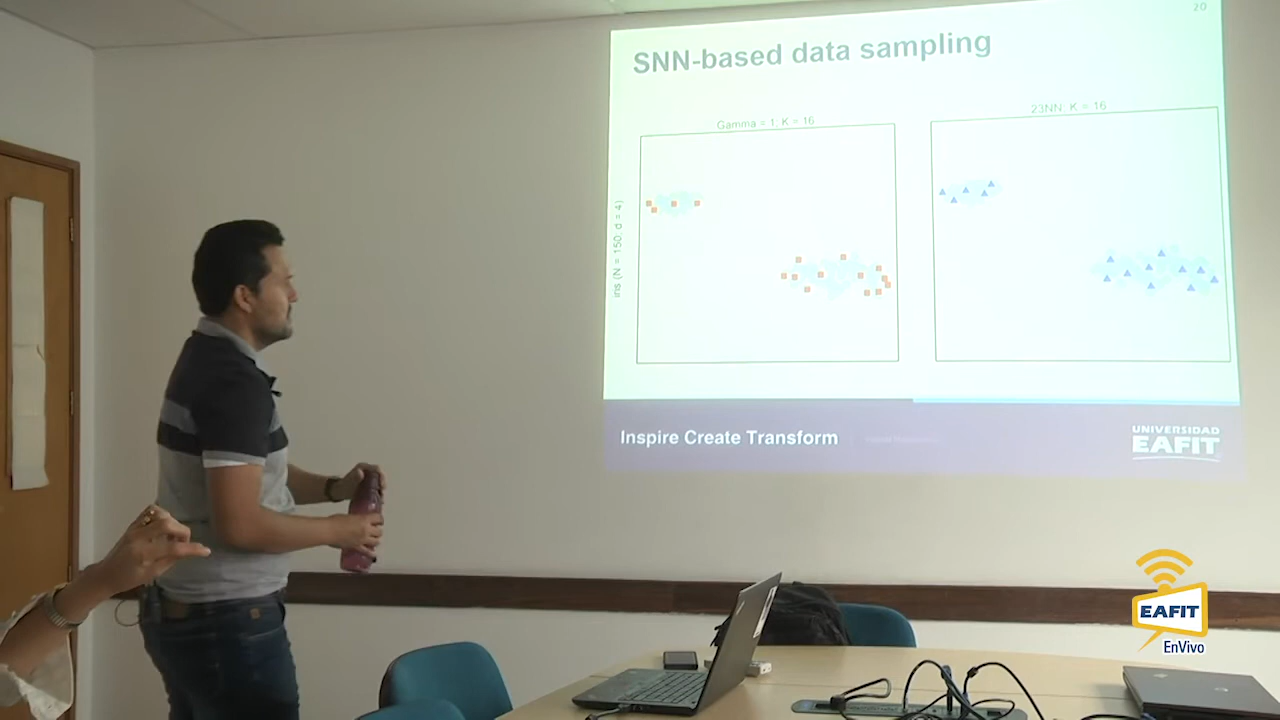 20
SNN-based data sampling
Gamma = 1; K = 16
23NN; K = 16
iris (N = 150; d = 4)
Inspire Create Transform
UNIVERSIDAD
EAFIT
EAFIT
EnVivo